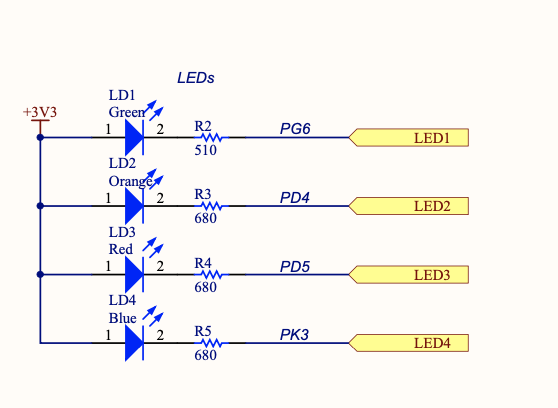 LEDs
+3V3
LD1
Green
1
2
R2
510
PG6
LED1
LD2
Orange
1
2
R3
680
PD4
LED2
LD3
Red
1
2
R4
680
PD5
LED3
LD4
Blue
1
2
R5
680
PK3
LED4